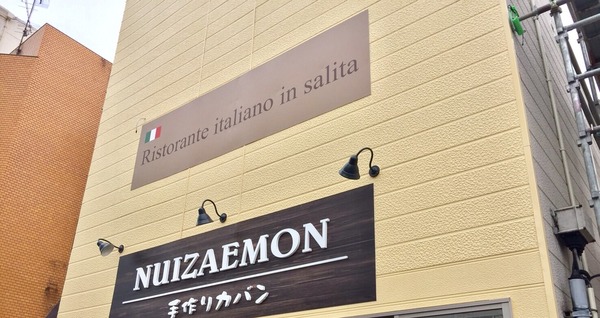 Ristorante italiano in salita
NUIZAEMON
手作りカバン